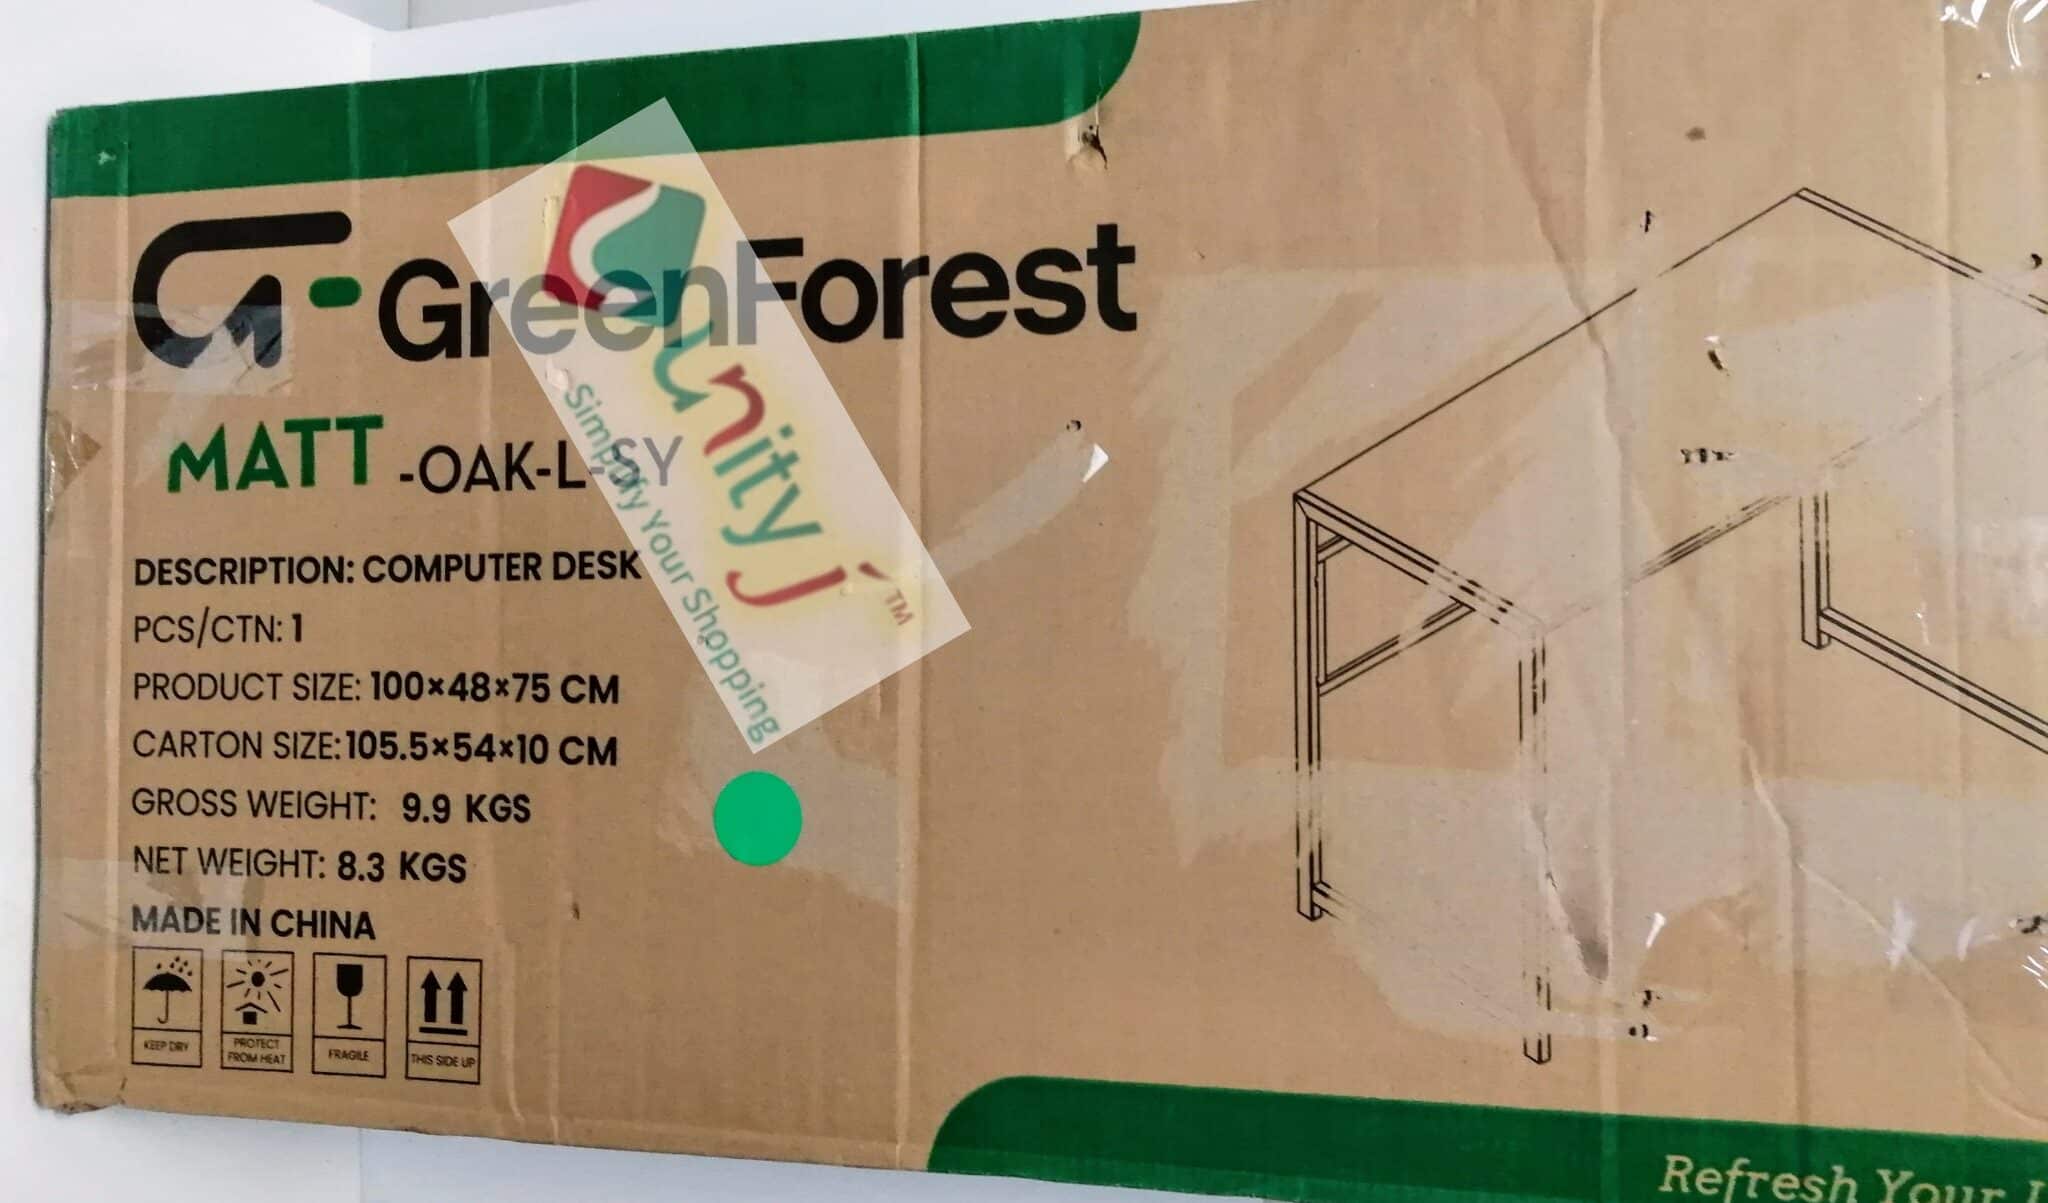 GreenForest
MATT -OAK-L-SY
DESCRIPTION: COMPUTER DESK
PCS/CTN: 1
PRODUCT SIZE: 100×48×75 CM
CARTON SIZE: 105.5×54×10 CM
GROSS WEIGHT: 9.9 KGS
NET WEIGHT: 8.3 KGS
MADE IN CHINA
KEEP DRY
PROTECT
FROM HEAT
FRAGILE
THIS SIDE UP
unity J ™
Simplify Your Shopping
Refresh Your